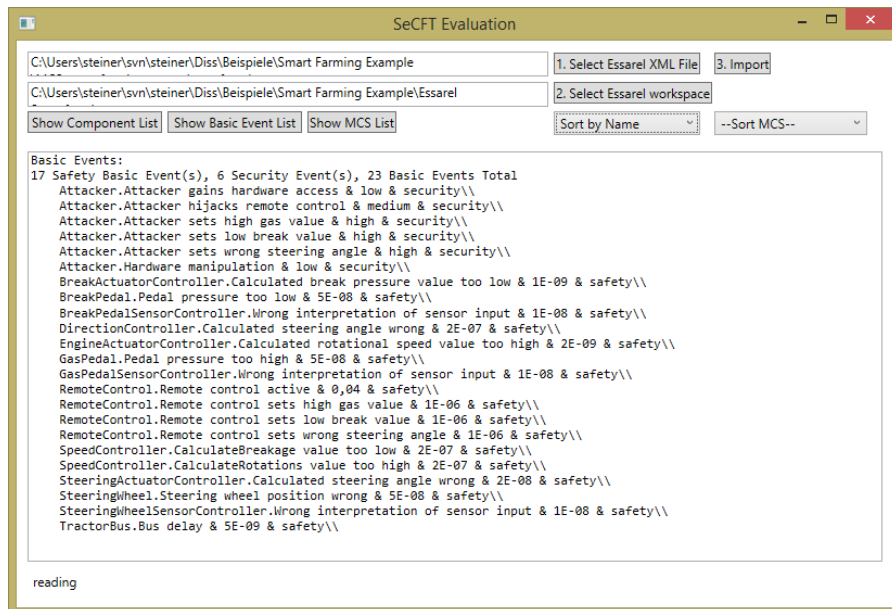 SeCFT Evaluation
C:\Users\steiner\svn\steiner\Diss\Beispiele\Smart Farming Example
1. Select Essarel XML File
3. Import
C:\Users\steiner\svn\steiner\Diss\Beispiele\Smart Farming Example\Essarel
2. Select Essarel workspace
Show Component List
Show Basic Event List
Show MCS List
Sort by Name
--Sort MCS--
Basic Events:
17 Safety Basic Event(s), 6 Security Event(s), 23 Basic Events Total
Attacker.Attacker gains hardware access & low & security\\
Attacker.Attacker hijacks remote control & medium & security\\
Attacker.Attacker sets high gas value & high & security\\
Attacker.Attacker sets low break value & high & security\\
Attacker.Attacker sets wrong steering angle & high & security\\
Attacker.Hardware manipulation & low & security\\
BreakActuatorController.Calculated break pressure value too low & 1E-09 & safety\\
BreakPedal.Pedal pressure too low & 5E-08 & safety\\
BreakPedalSensorController.Wrong interpretation of sensor input & 1E-08 & safety\\
DirectionController.Calculated steering angle wrong & 2E-07 & safety\\
EngineActuatorController.Calculated rotational speed value too high & 2E-09 & safety\\
GasPedal.Pedal pressure too high & 5E-08 & safety\\
GasPedalSensorController.Wrong interpretation of sensor input & 1E-08 & safety\\
RemoteControl.Remote control active & 0,04 & safety\\
RemoteControl.Remote control sets high gas value & 1E-06 & safety\\
RemoteControl.Remote control sets low break value & 1E-06 & safety\\
RemoteControl.Remote control sets wrong steering angle & 1E-06 & safety\\
SpeedController.CalculateBreakage value too low & 2E-07 & safety\\
SpeedController.CalculateRotations value too high & 2E-07 & safety\\
SteeringActuatorController.Calculated steering angle wrong & 2E-08 & safety\\
SteeringWheel.Steering wheel position wrong & 5E-08 & safety\\
SteeringWheelSensorController.Wrong interpretation of sensor input & 1E-08 & safety\\
TractorBus.Bus delay & 5E-09 & safety\\
reading